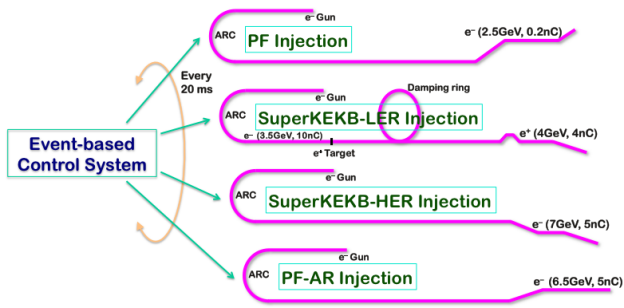 e⁻ Gun
ARC
PF Injection
e⁻ (2.5GeV, 0.2nC)
Every
20 ms
Damping ring
e⁻ Gun
ARC
SuperKEKB-LER Injection
e⁻ (3.5GeV, 10nC)
e⁺ (4GeV, 4nC)
e⁺ Target
Event-based
Control System
e⁻ Gun
ARC
SuperKEKB-HER Injection
e⁻ (7GeV, 5nC)
e⁻ Gun
ARC
PF-AR Injection
e⁻ (6.5GeV, 5nC)